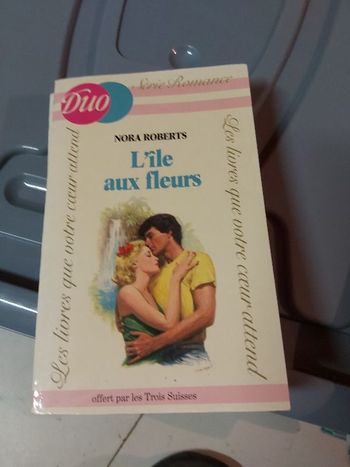 Duo
Série Romance
NORA ROBERTS
L'île
aux fleurs
Les livres que votre cœur attend
Les livres que votre cœur attend
offert par les Trois Suisses